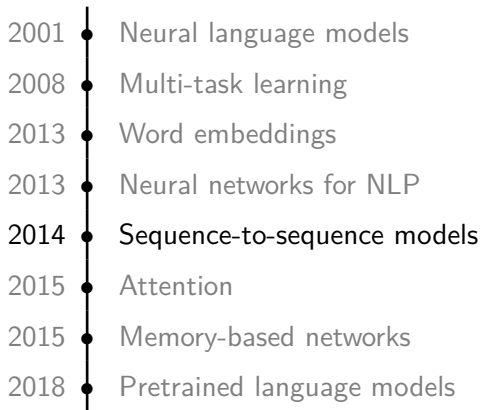 2001 Neural language models
2008 Multi-task learning
2013 Word embeddings
2013 Neural networks for NLP
2014 Sequence-to-sequence models
2015 Attention
2015 Memory-based networks
2018 Pretrained language models